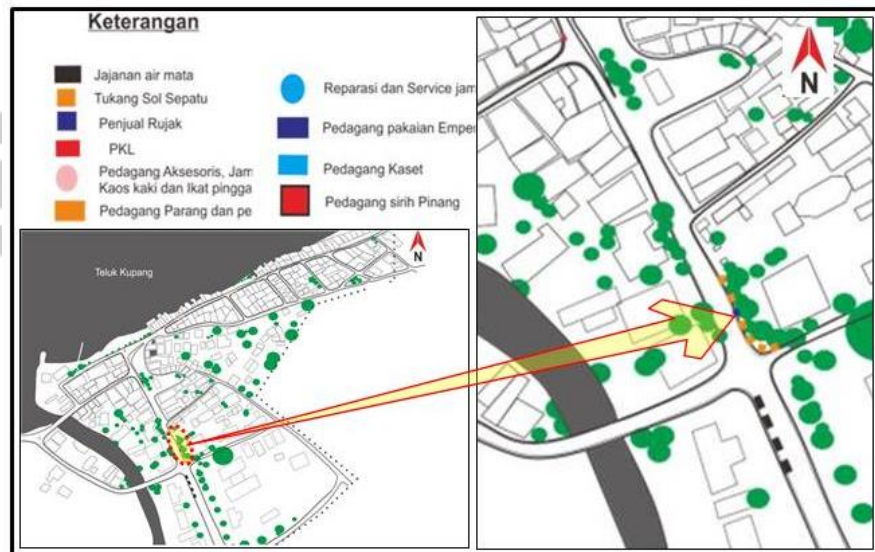 Keterangan
Jajanan air mata
Tukang Sol Sepatu
Penjual Rujak
PKL
Pedagang Aksesoris, Jam
Kaos kaki dan Ikat pingga
Pedagang Parang dan pe
Reparasi dan Service jam
Pedagang pakaian Emper
Pedagang Kaset
Pedagang sirih Pinang
Teluk Kupang
N
N